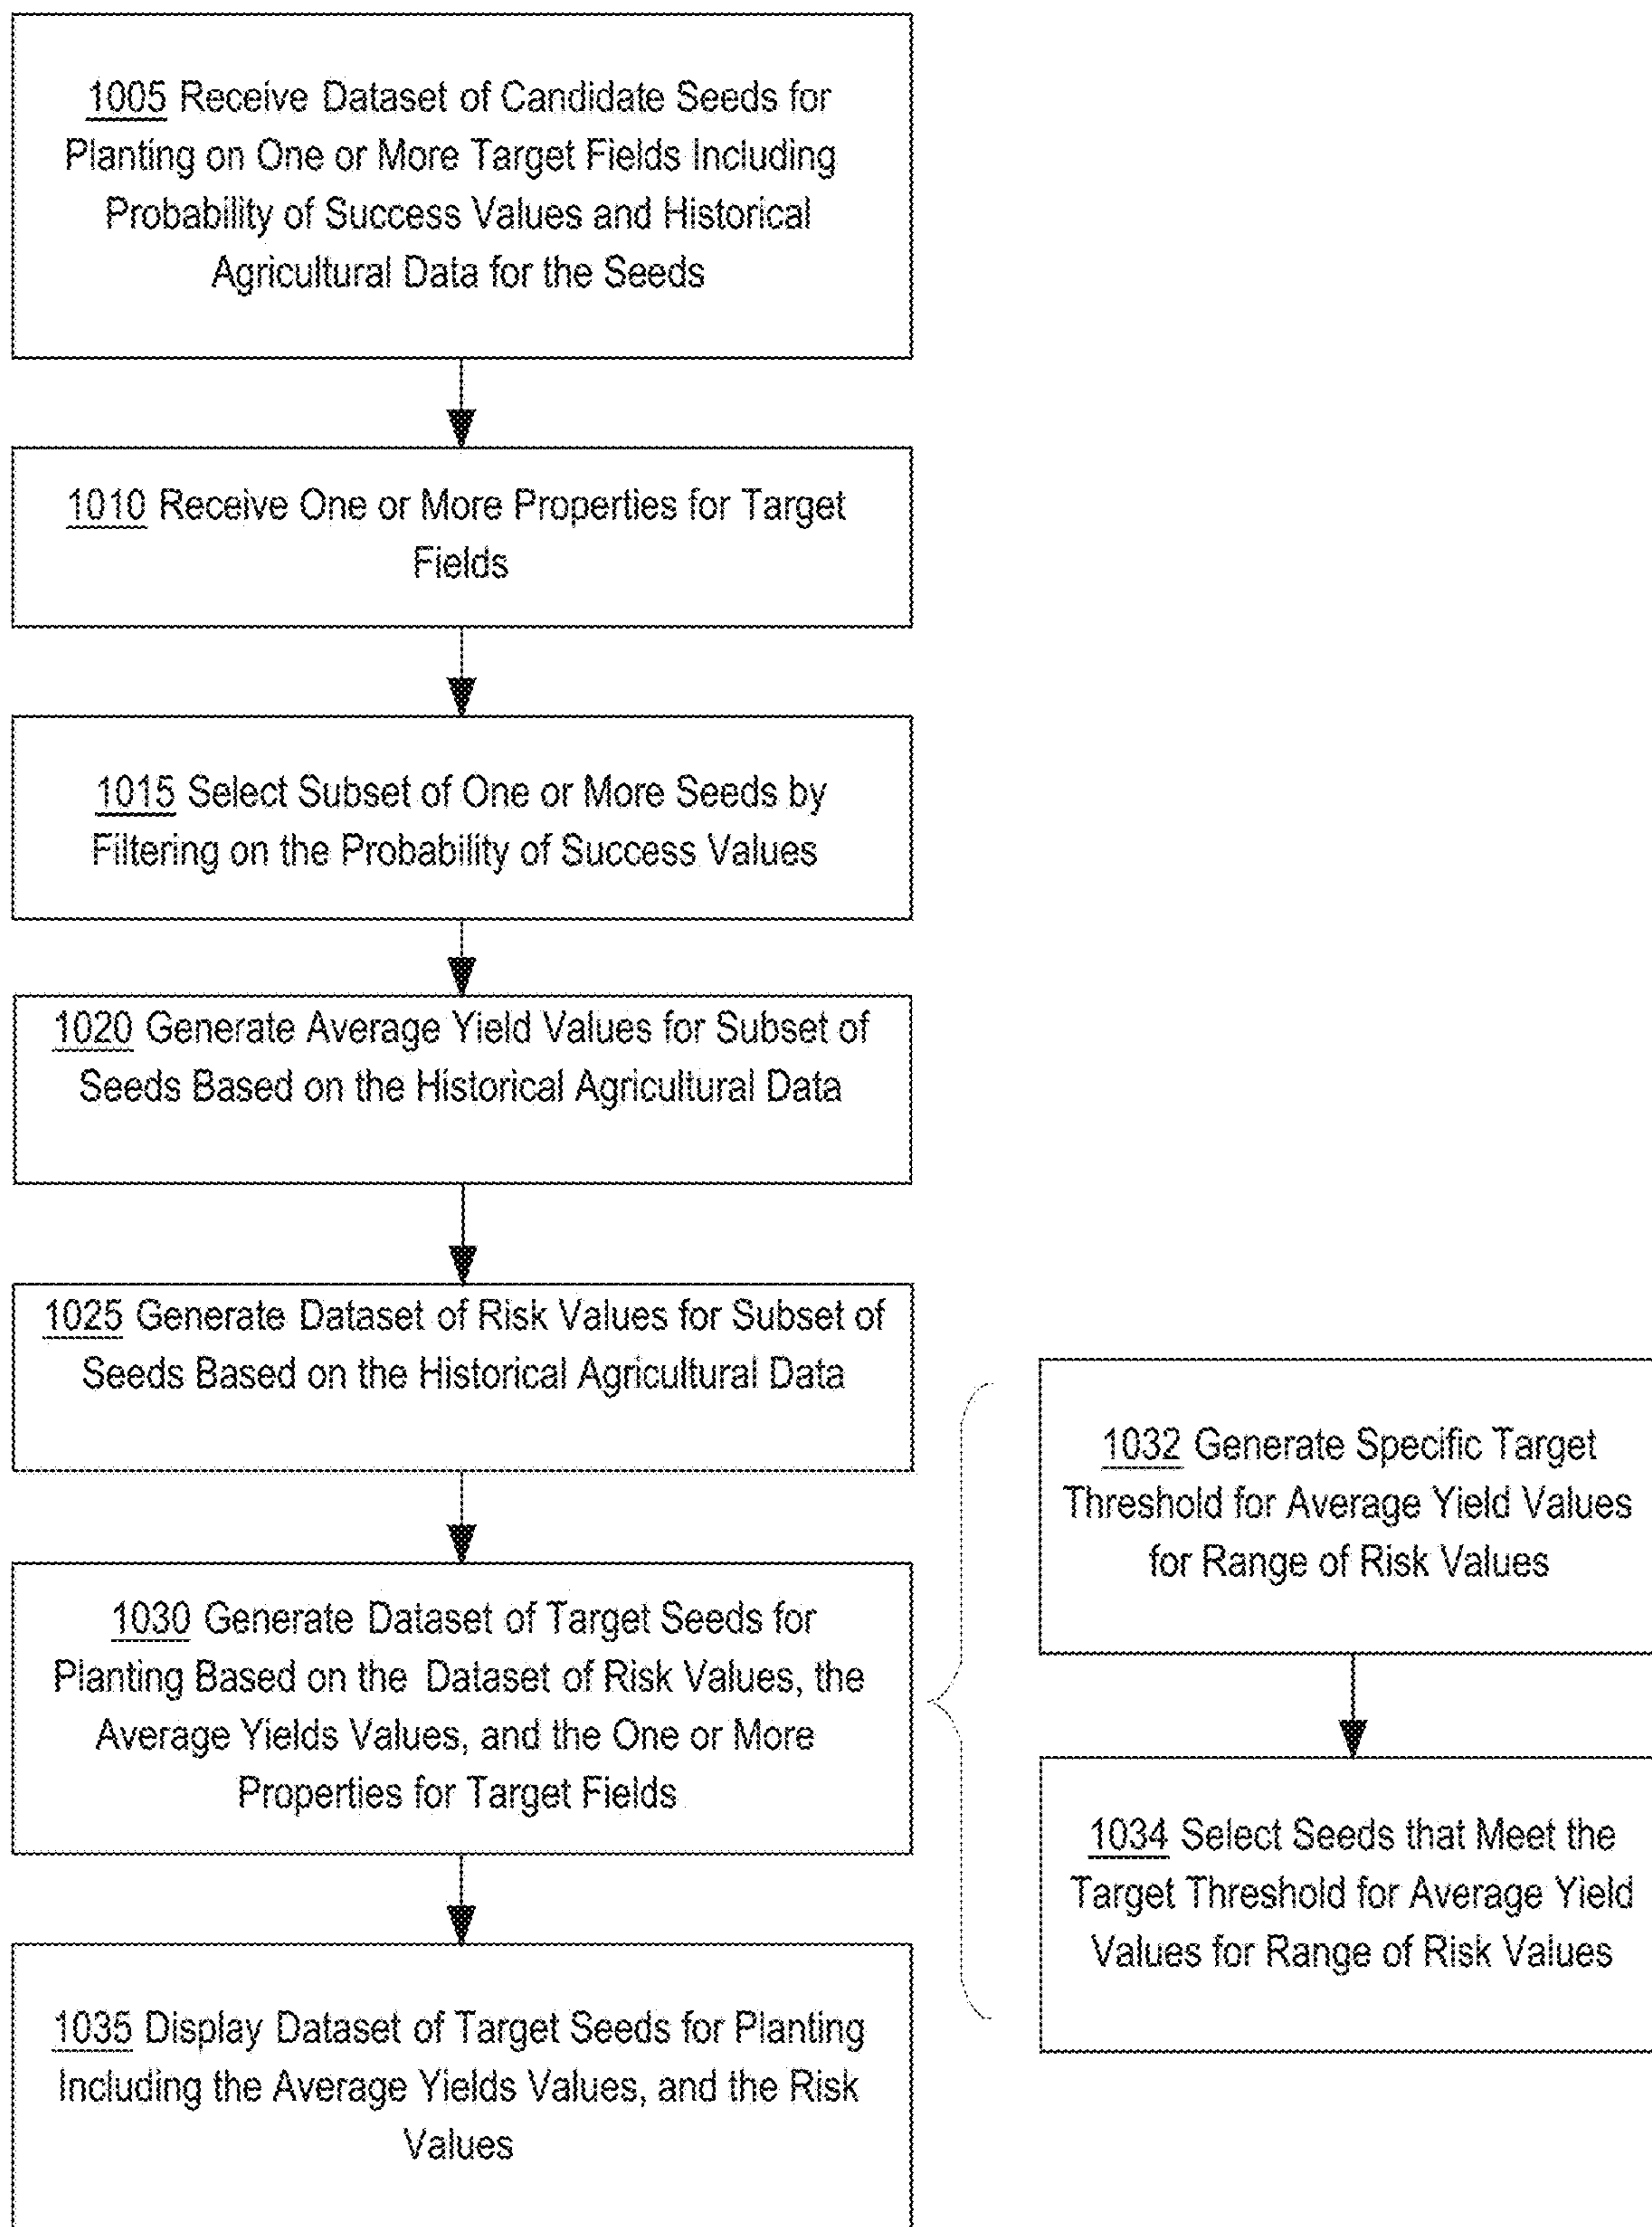 1005 Receive Dataset of Candidate Seeds for
Planting on One or More Target Fields Including
Probability of Success Values and Historical
Agricultural Data for the Seeds
1010 Receive One or More Properties for Target
Fields
1015 Select Subset of One or More Seeds by
Filtering on the Probability of Success Values
1020 Generate Average Yield Values for Subset of
Seeds Based on the Historical Agricultural Data
1025 Generate Dataset of Risk Values for Subset of
Seeds Based on the Historical Agricultural Data
1030 Generate Dataset of Target Seeds for
Planting Based on the Dataset of Risk Values, the
Average Yields Values, and the One or More
Properties for Target Fields
1032 Generate Specific Target
Threshold for Average Yield Values
for Range of Risk Values
1034 Select Seeds that Meet the
Target Threshold for Average Yield
Values for Range of Risk Values
1035 Display Dataset of Target Seeds for Planting
Including the Average Yields Values, and the Risk
Values